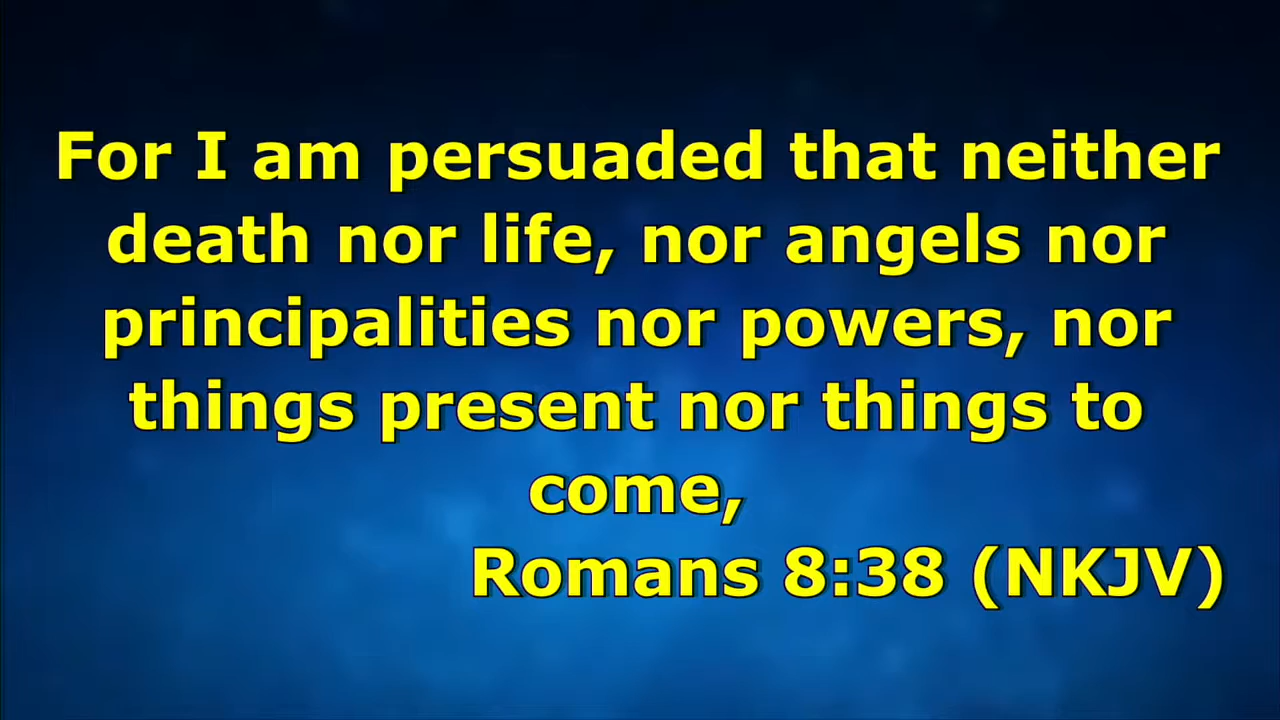 For I am persuaded that neither
death nor life, nor angels nor
principalities nor powers, nor
things present nor things to
come,
Romans 8:38 (NKJV)